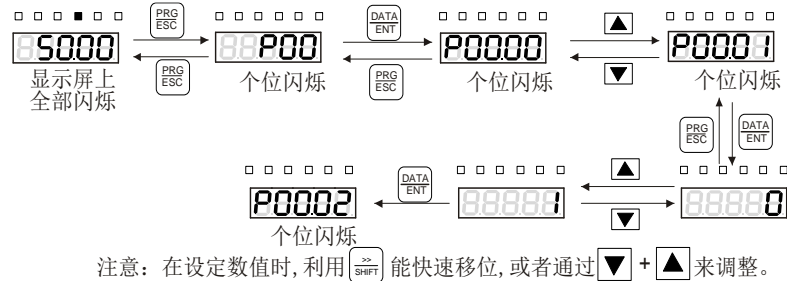 PRG ESC
DATA ENT
▲
50.00
P00
P00.00
P00.01
PRG ESC
PRG ESC
▼
显示屏上
全部闪烁
个位闪烁
个位闪烁
个位闪烁
PRG ESC
DATA ENT
DATA ENT
▲
P00.02
1
0
▼
个位闪烁
注意：在设定数值时,利用 >> SHIFT 能快速移位,或者通过 ▼ + ▲ 来调整。